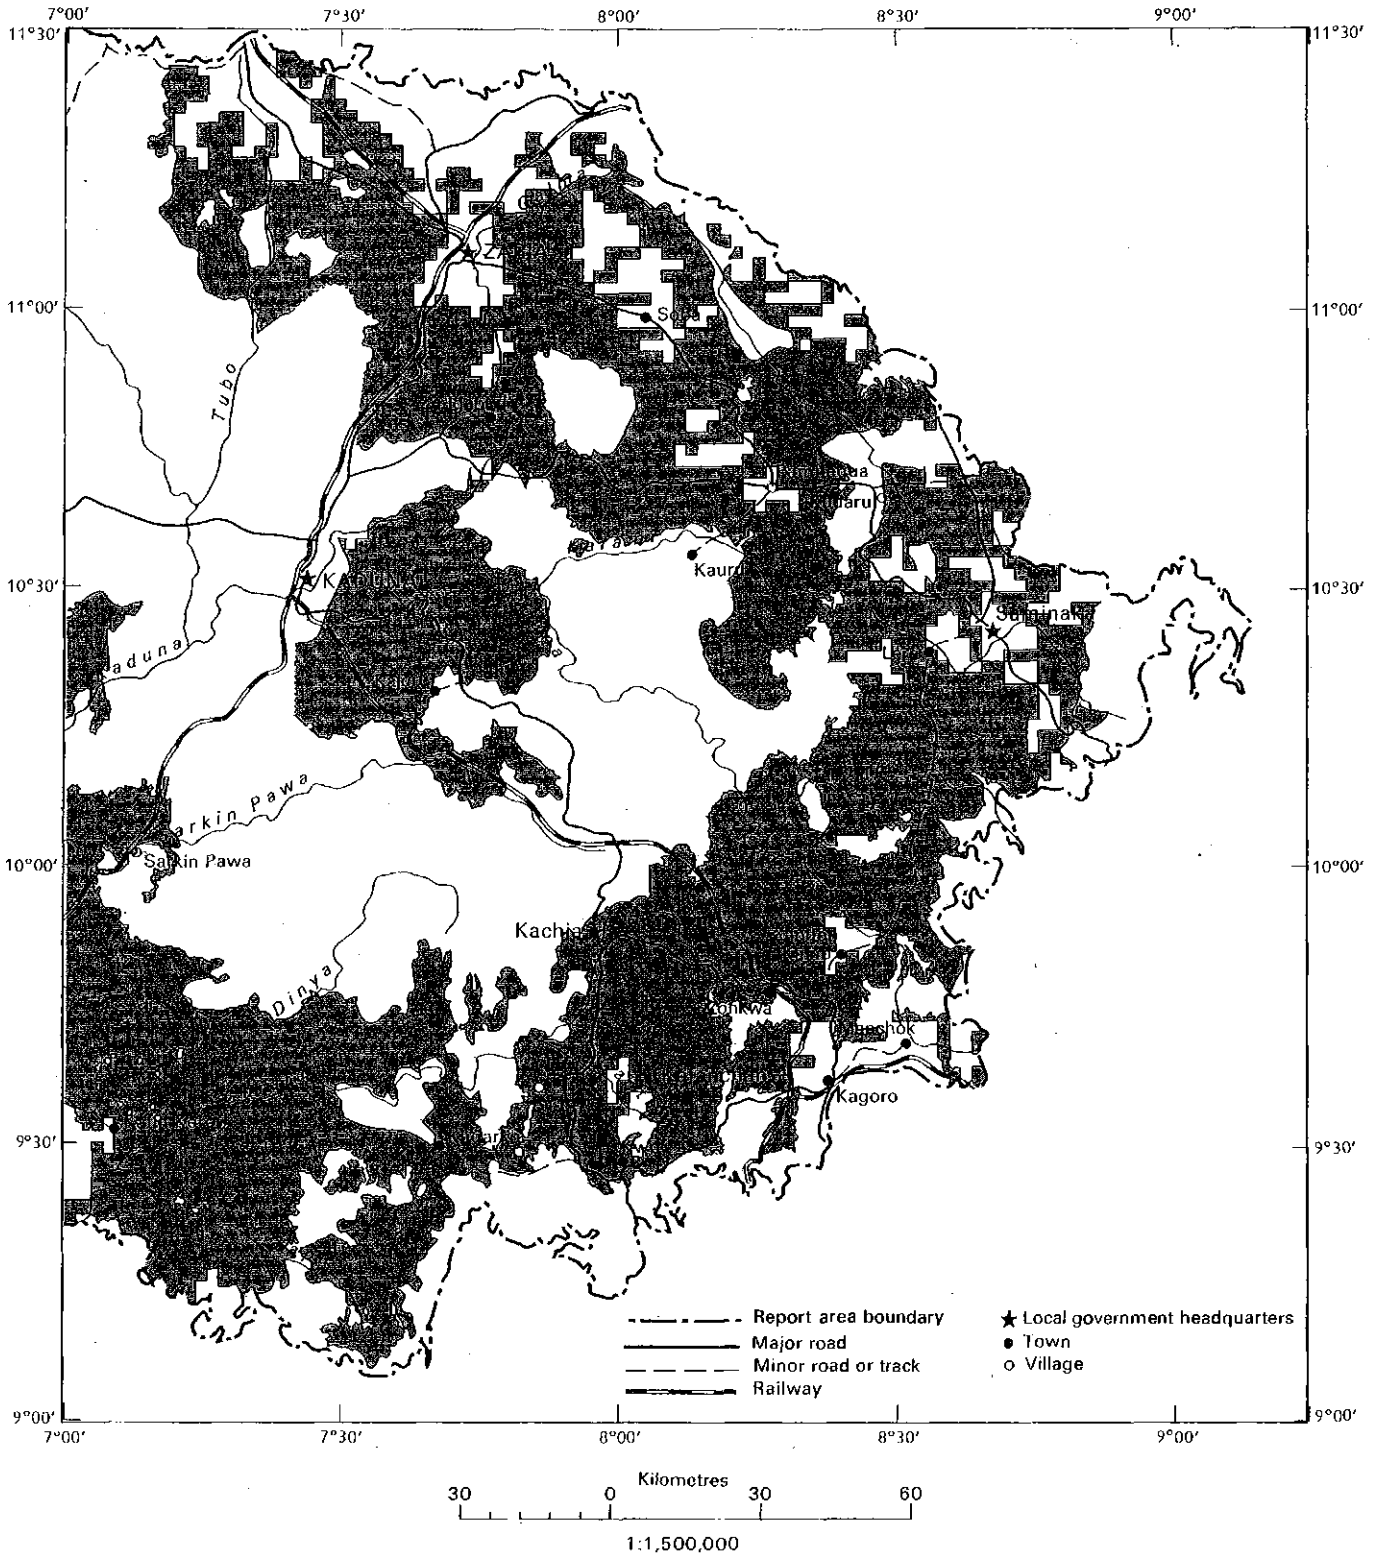 7°00′ 7°30′ 8°00′ 8°30′ 9°00′
11°30′ 11°30′
11°00′ 11°00′
Tubo
KADUNA
Kauru
10°30′ 10°30′
aduna
arkin Pawa
Sarkin Pawa
10°00′ 10°00′
Kachia
Dinya
Kagoro
9°30′ 9°30′
Report area boundary
Major road
Minor road or track
Railway
Local government headquarters
Town
Village
9°00′ 9°00′
7°00′ 7°30′ 8°00′ 8°30′ 9°00′
Kilometres
30 0 30 60
1:1,500,000